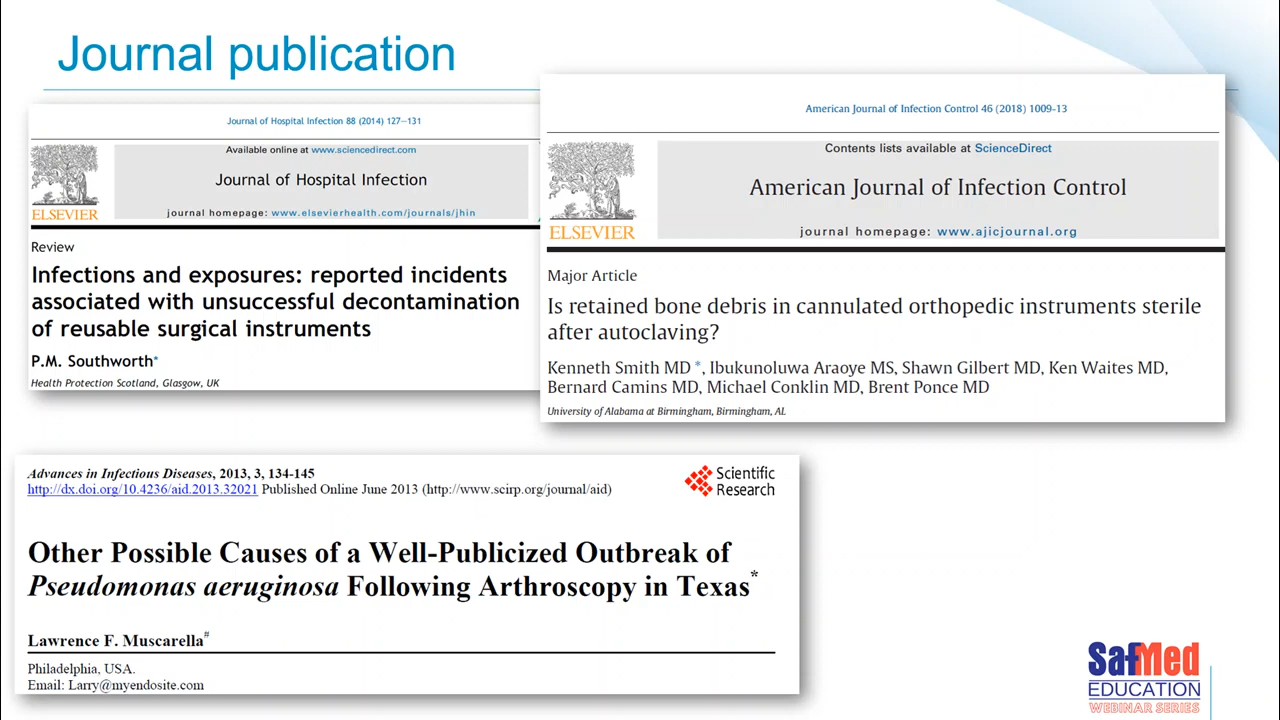 Journal publication
Journal of Hospital Infection 88 (2014) 127–131
Available online at www.sciencedirect.com
Journal of Hospital Infection
journal homepage: www.elsevierhealth.com/journals/jhin
ELSEVIER
Review
Infections and exposures: reported incidents
associated with unsuccessful decontamination
of reusable surgical instruments
P.M. Southworth*
Health Protection Scotland, Glasgow, UK
American Journal of Infection Control 46 (2018) 1009-13
Contents lists available at ScienceDirect
American Journal of Infection Control
journal homepage: www.ajicjournal.org
ELSEVIER
Major Article
Is retained bone debris in cannulated orthopedic instruments sterile
after autoclaving?
Kenneth Smith MD *, Ibukunoluwa Araoye MS, Shawn Gilbert MD, Ken Waites MD,
Bernard Camins MD, Michael Conklin MD, Brent Ponce MD
University of Alabama at Birmingham, Birmingham, AL
Advances in Infectious Diseases, 2013, 3, 134-145
http://dx.doi.org/10.4236/aid.2013.32021 Published Online June 2013 (http://www.scirp.org/journal/aid)
Scientific
Research
Other Possible Causes of a Well-Publicized Outbreak of
Pseudomonas aeruginosa Following Arthroscopy in Texas*
Lawrence F. Muscarella#
Philadelphia, USA.
Email: Larry@myendosite.com
SafMed
EDUCATION
WEBINAR SERIES